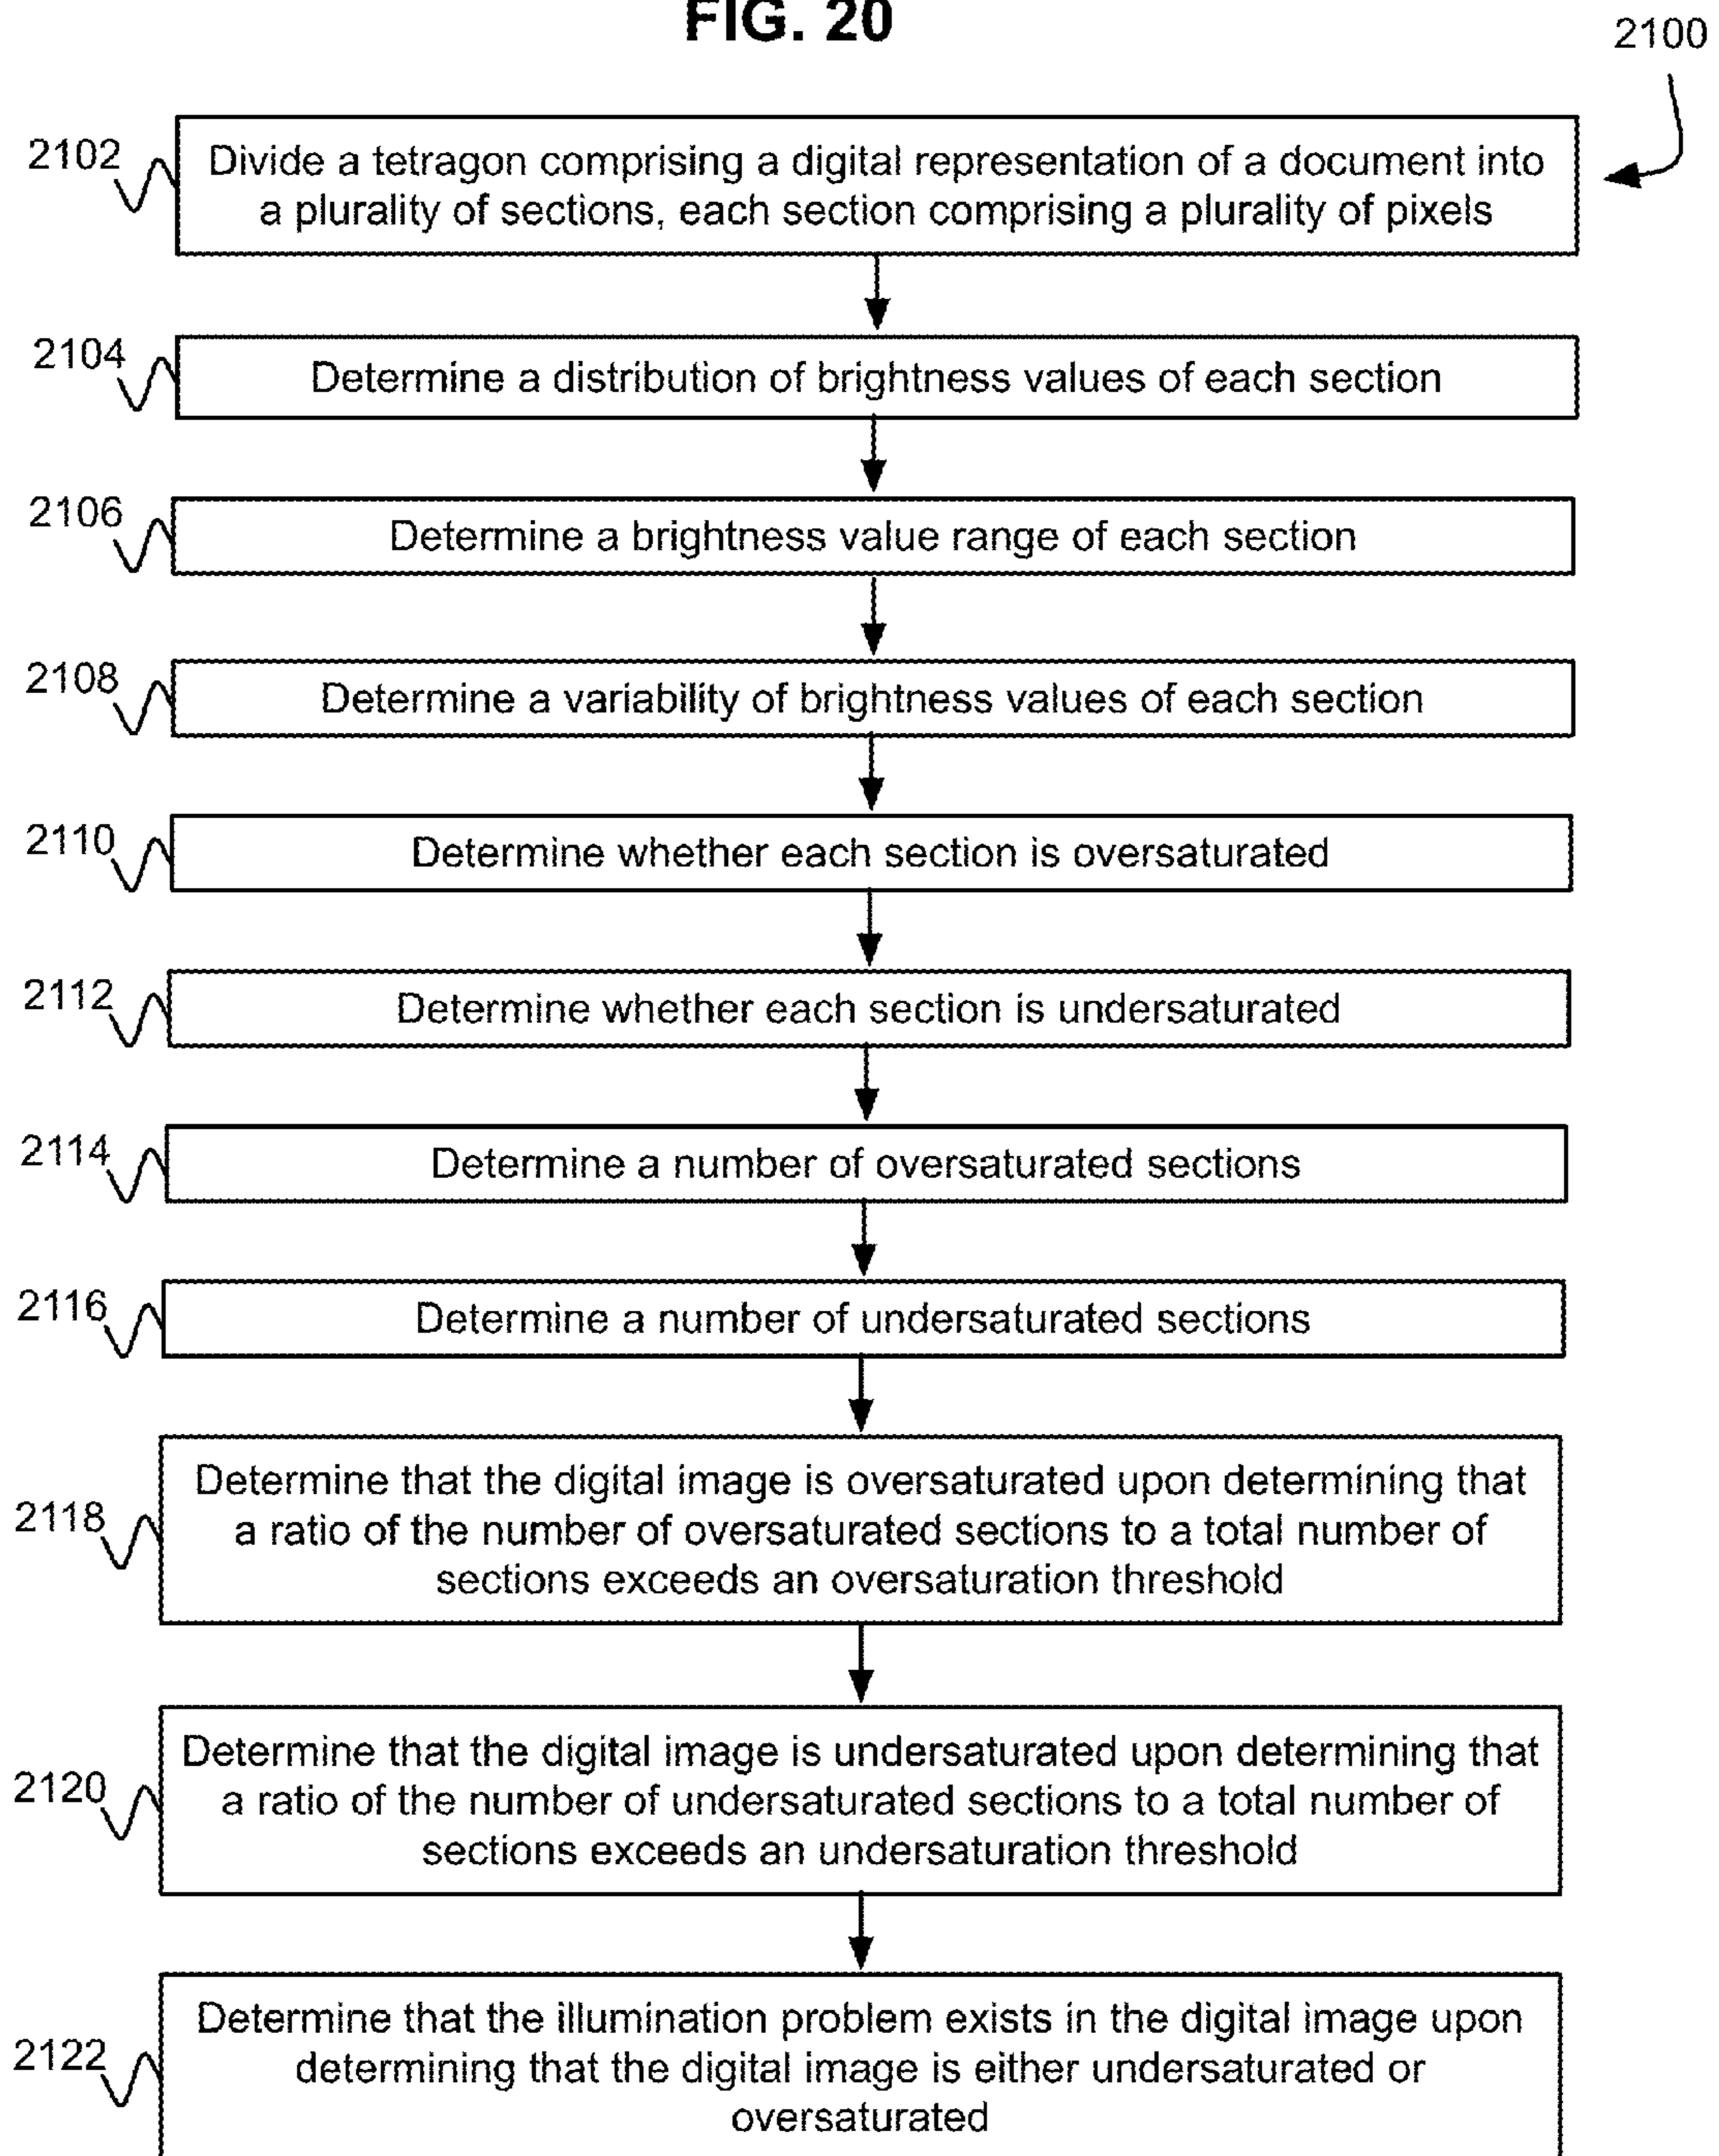 FIG. 20
2100
2102
Divide a tetragon comprising a digital representation of a document into
a plurality of sections, each section comprising a plurality of pixels
2104
Determine a distribution of brightness values of each section
2106
Determine a brightness value range of each section
2108
Determine a variability of brightness values of each section
2110
Determine whether each section is oversaturated
2112
Determine whether each section is undersaturated
2114
Determine a number of oversaturated sections
2116
Determine a number of undersaturated sections
2118
Determine that the digital image is oversaturated upon determining that
a ratio of the number of oversaturated sections to a total number of
sections exceeds an oversaturation threshold
2120
Determine that the digital image is undersaturated upon determining that
a ratio of the number of undersaturated sections to a total number of
sections exceeds an undersaturation threshold
2122
Determine that the illumination problem exists in the digital image upon
determining that the digital image is either undersaturated or
oversaturated